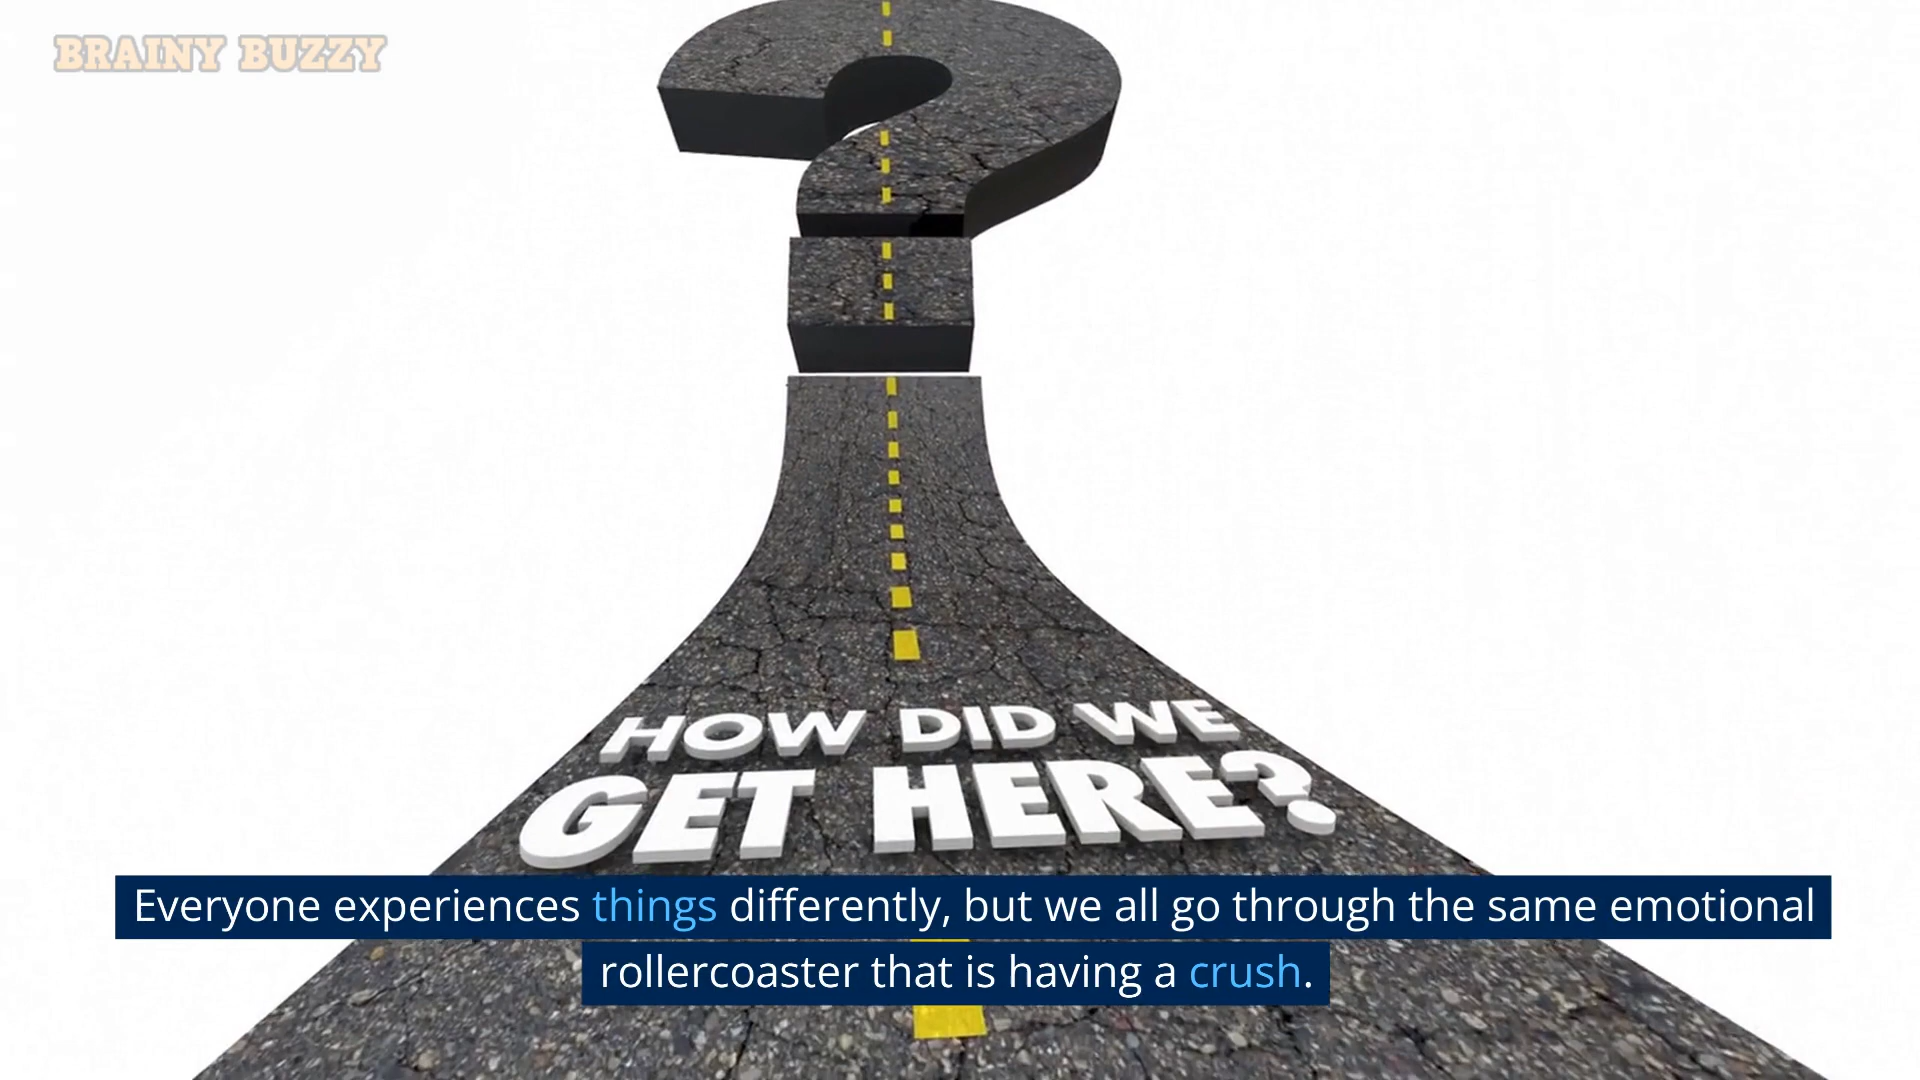 BRAINY BUZZY
HOW DID WE
GET HERE?
Everyone experiences things differently, but we all go through the same emotional
rollercoaster that is having a crush.